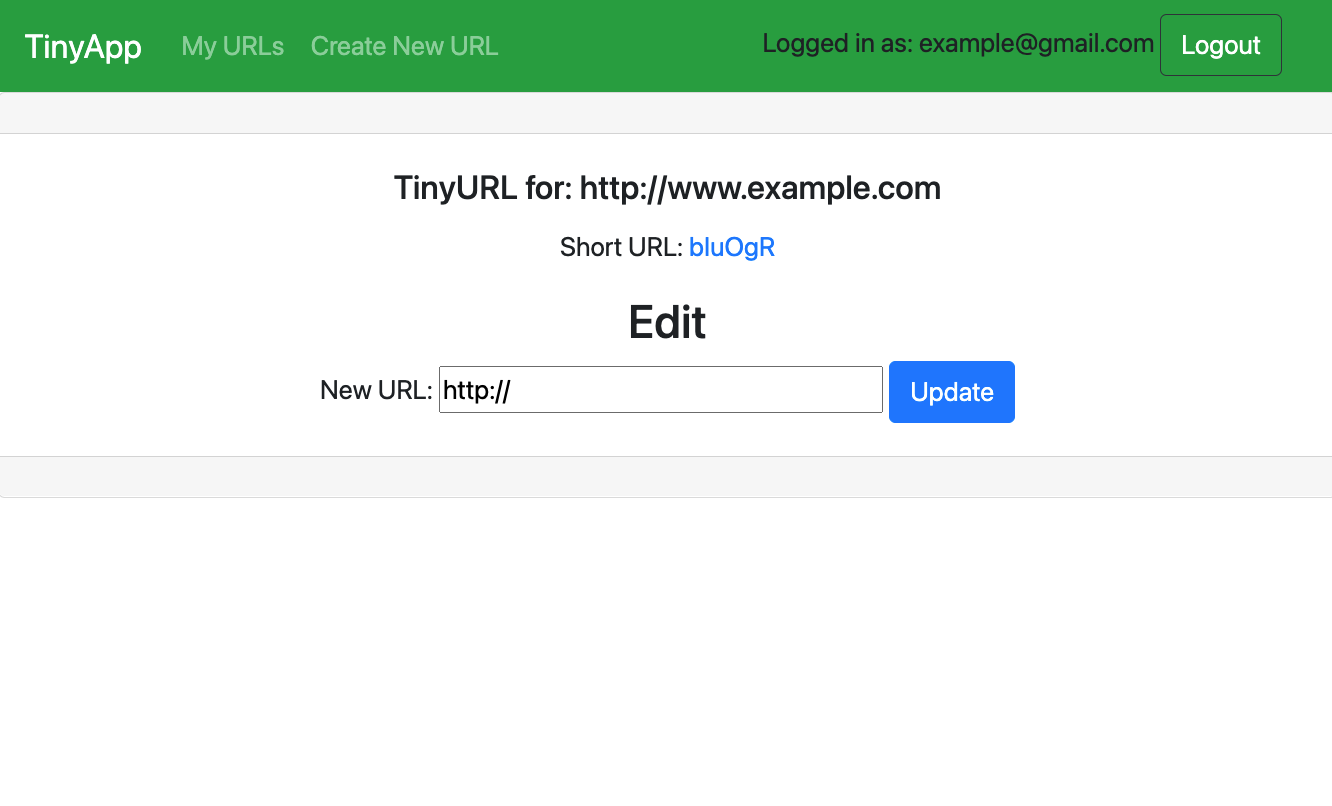 TinyApp My URLs Create New URL Logged in as: example@gmail.com Logout
TinyURL for: http://www.example.com
Short URL: bluOgR
Edit
New URL: http:// Update